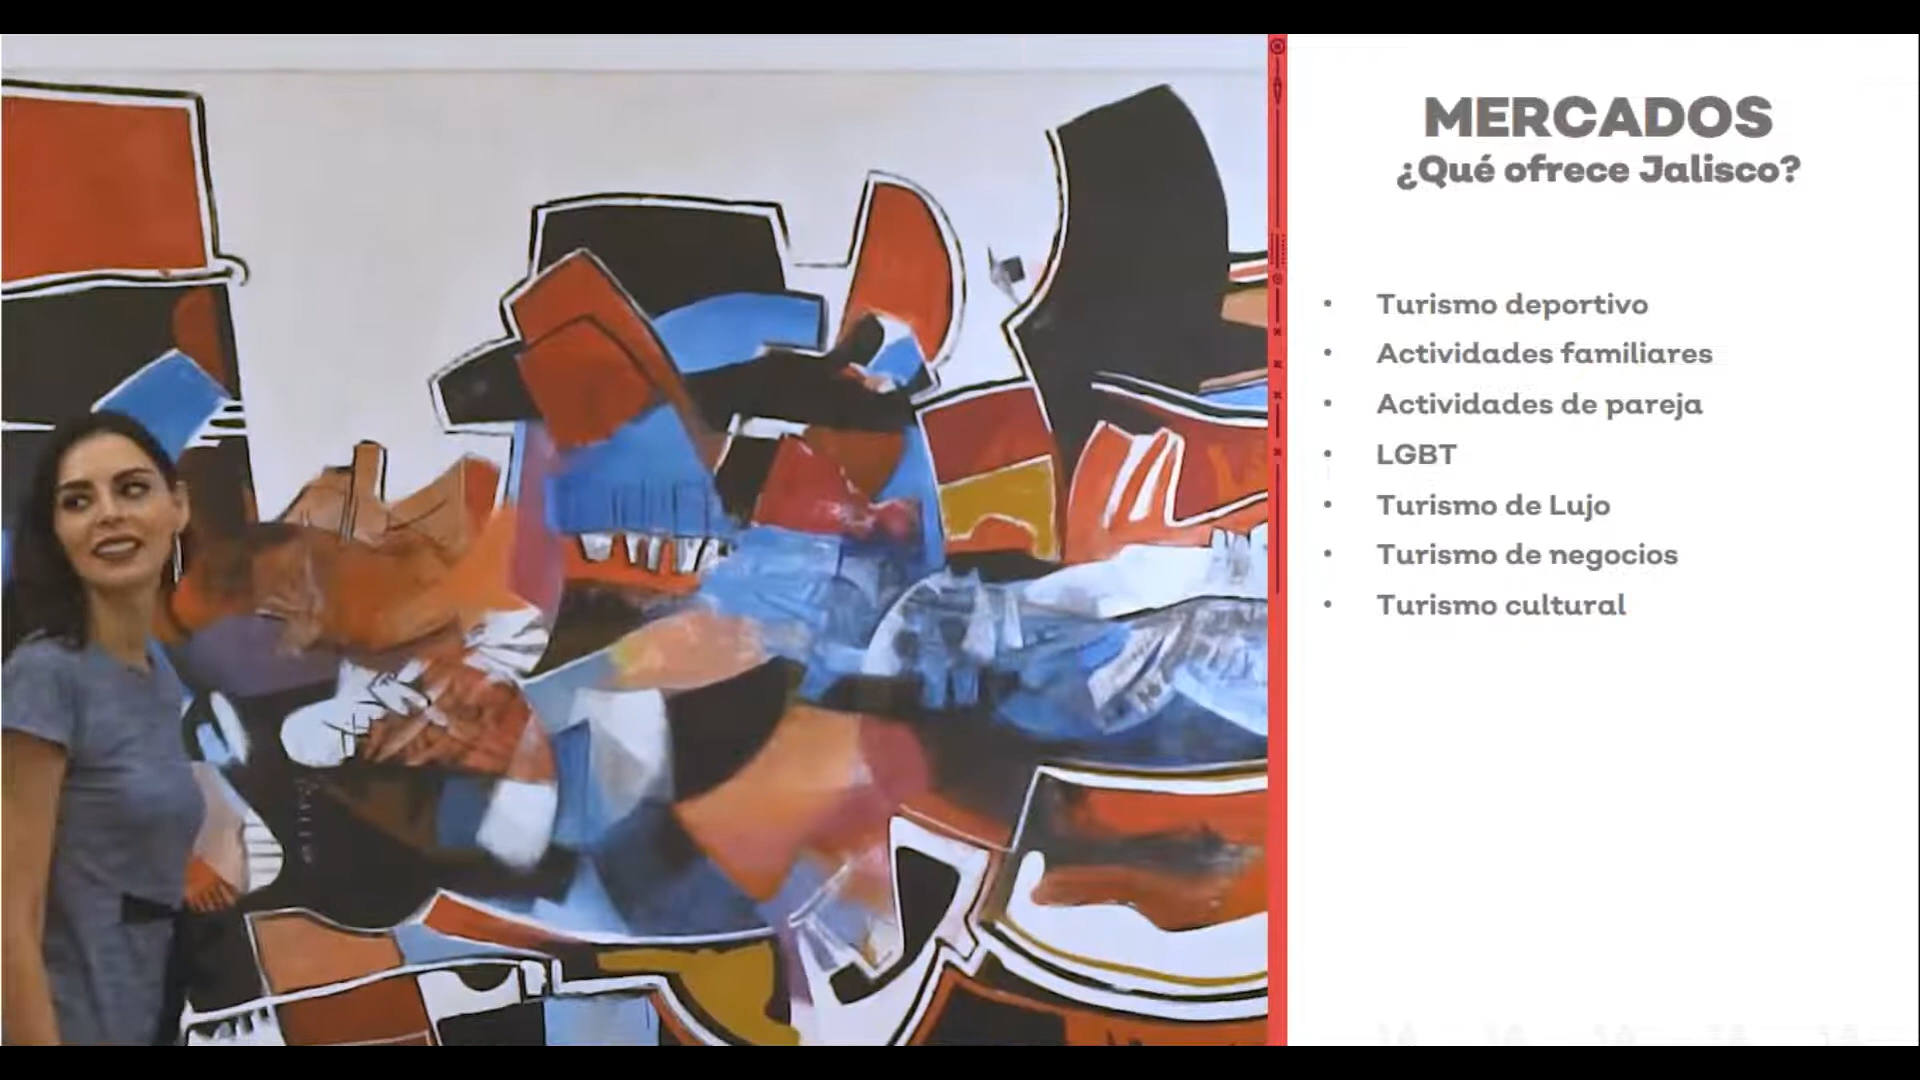 MERCADOS
¿Qué ofrece Jalisco?
• Turismo deportivo
• Actividades familiares
• Actividades de pareja
• LGBT
• Turismo de Lujo
• Turismo de negocios
• Turismo cultural